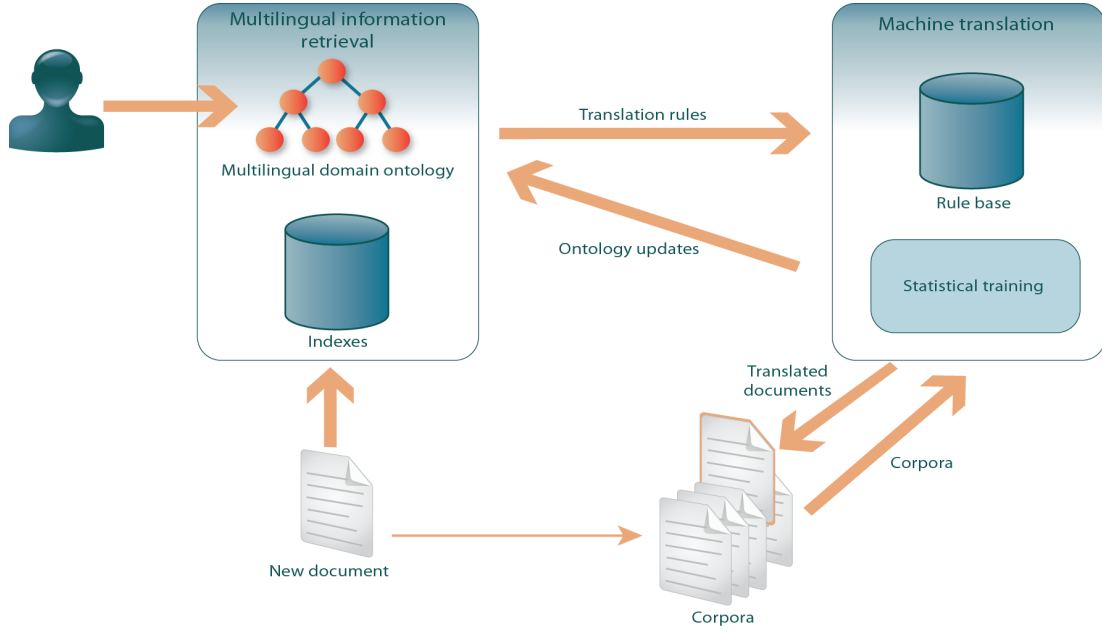 Multilingual information
retrieval
Multilingual domain ontology
Indexes
Translation rules
Ontology updates
Machine translation
Rule base
Statistical training
Translated
documents
Corpora
New document
Corpora